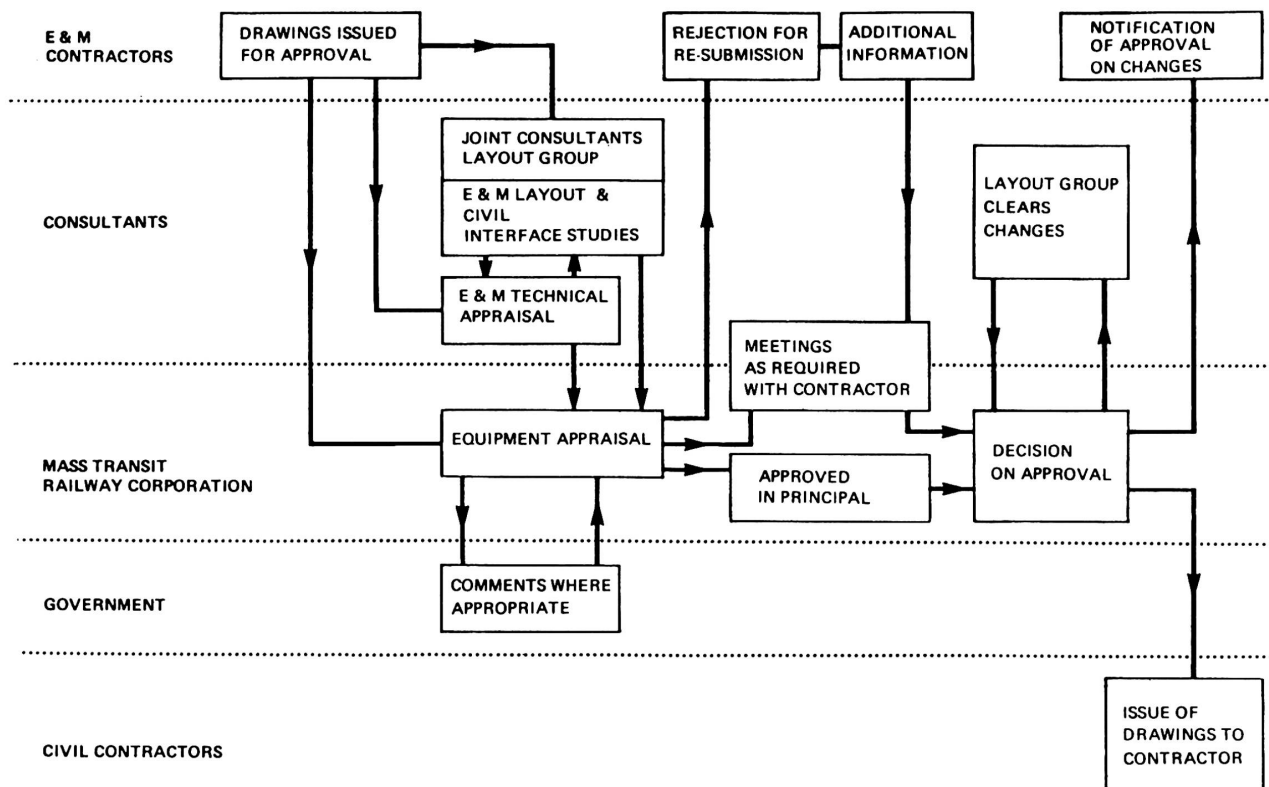 E & M
CONTRACTORS
DRAWINGS ISSUED
FOR APPROVAL
REJECTION FOR
RE-SUBMISSION
ADDITIONAL
INFORMATION
NOTIFICATION
OF APPROVAL
ON CHANGES
CONSULTANTS
JOINT CONSULTANTS
LAYOUT GROUP
E & M LAYOUT &
CIVIL
INTERFACE STUDIES
E & M TECHNICAL
APPRAISAL
LAYOUT GROUP
CLEARS
CHANGES
MEETINGS
AS REQUIRED
WITH CONTRACTOR
MASS TRANSIT
RAILWAY CORPORATION
EQUIPMENT APPRAISAL
APPROVED
IN PRINCIPAL
DECISION
ON APPROVAL
GOVERNMENT
COMMENTS WHERE
APPROPRIATE
CIVIL CONTRACTORS
ISSUE OF
DRAWINGS TO
CONTRACTOR